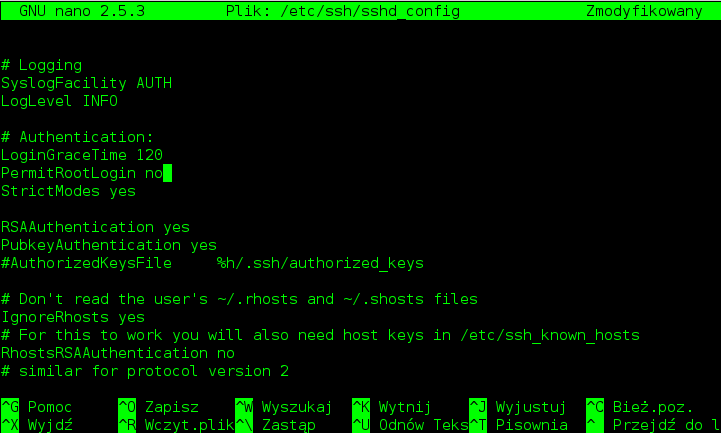 GNU nano 2.5.3 Plik: /etc/ssh/sshd_config Zmodyfikowany
# Logging
SyslogFacility AUTH
LogLevel INFO
# Authentication:
LoginGraceTime 120
PermitRootLogin no
StrictModes yes
RSAAuthentication yes
PubkeyAuthentication yes
#AuthorizedKeysFile %h/.ssh/authorized_keys
# Don't read the user's ~/.rhosts and ~/.shosts files
IgnoreRhosts yes
# For this to work you will also need host keys in /etc/ssh_known_hosts
RhostsRSAAuthentication no
# similar for protocol version 2
^G Pomoc ^O Zapisz ^W Wyszukaj ^K Wytnij ^J Wyjustuj ^C Bież.poz.
^X Wyjdź ^R Wczyt.plik ^\ Zastąp ^U Odnów Teks ^T Pisownia ^_ Przejdź do l